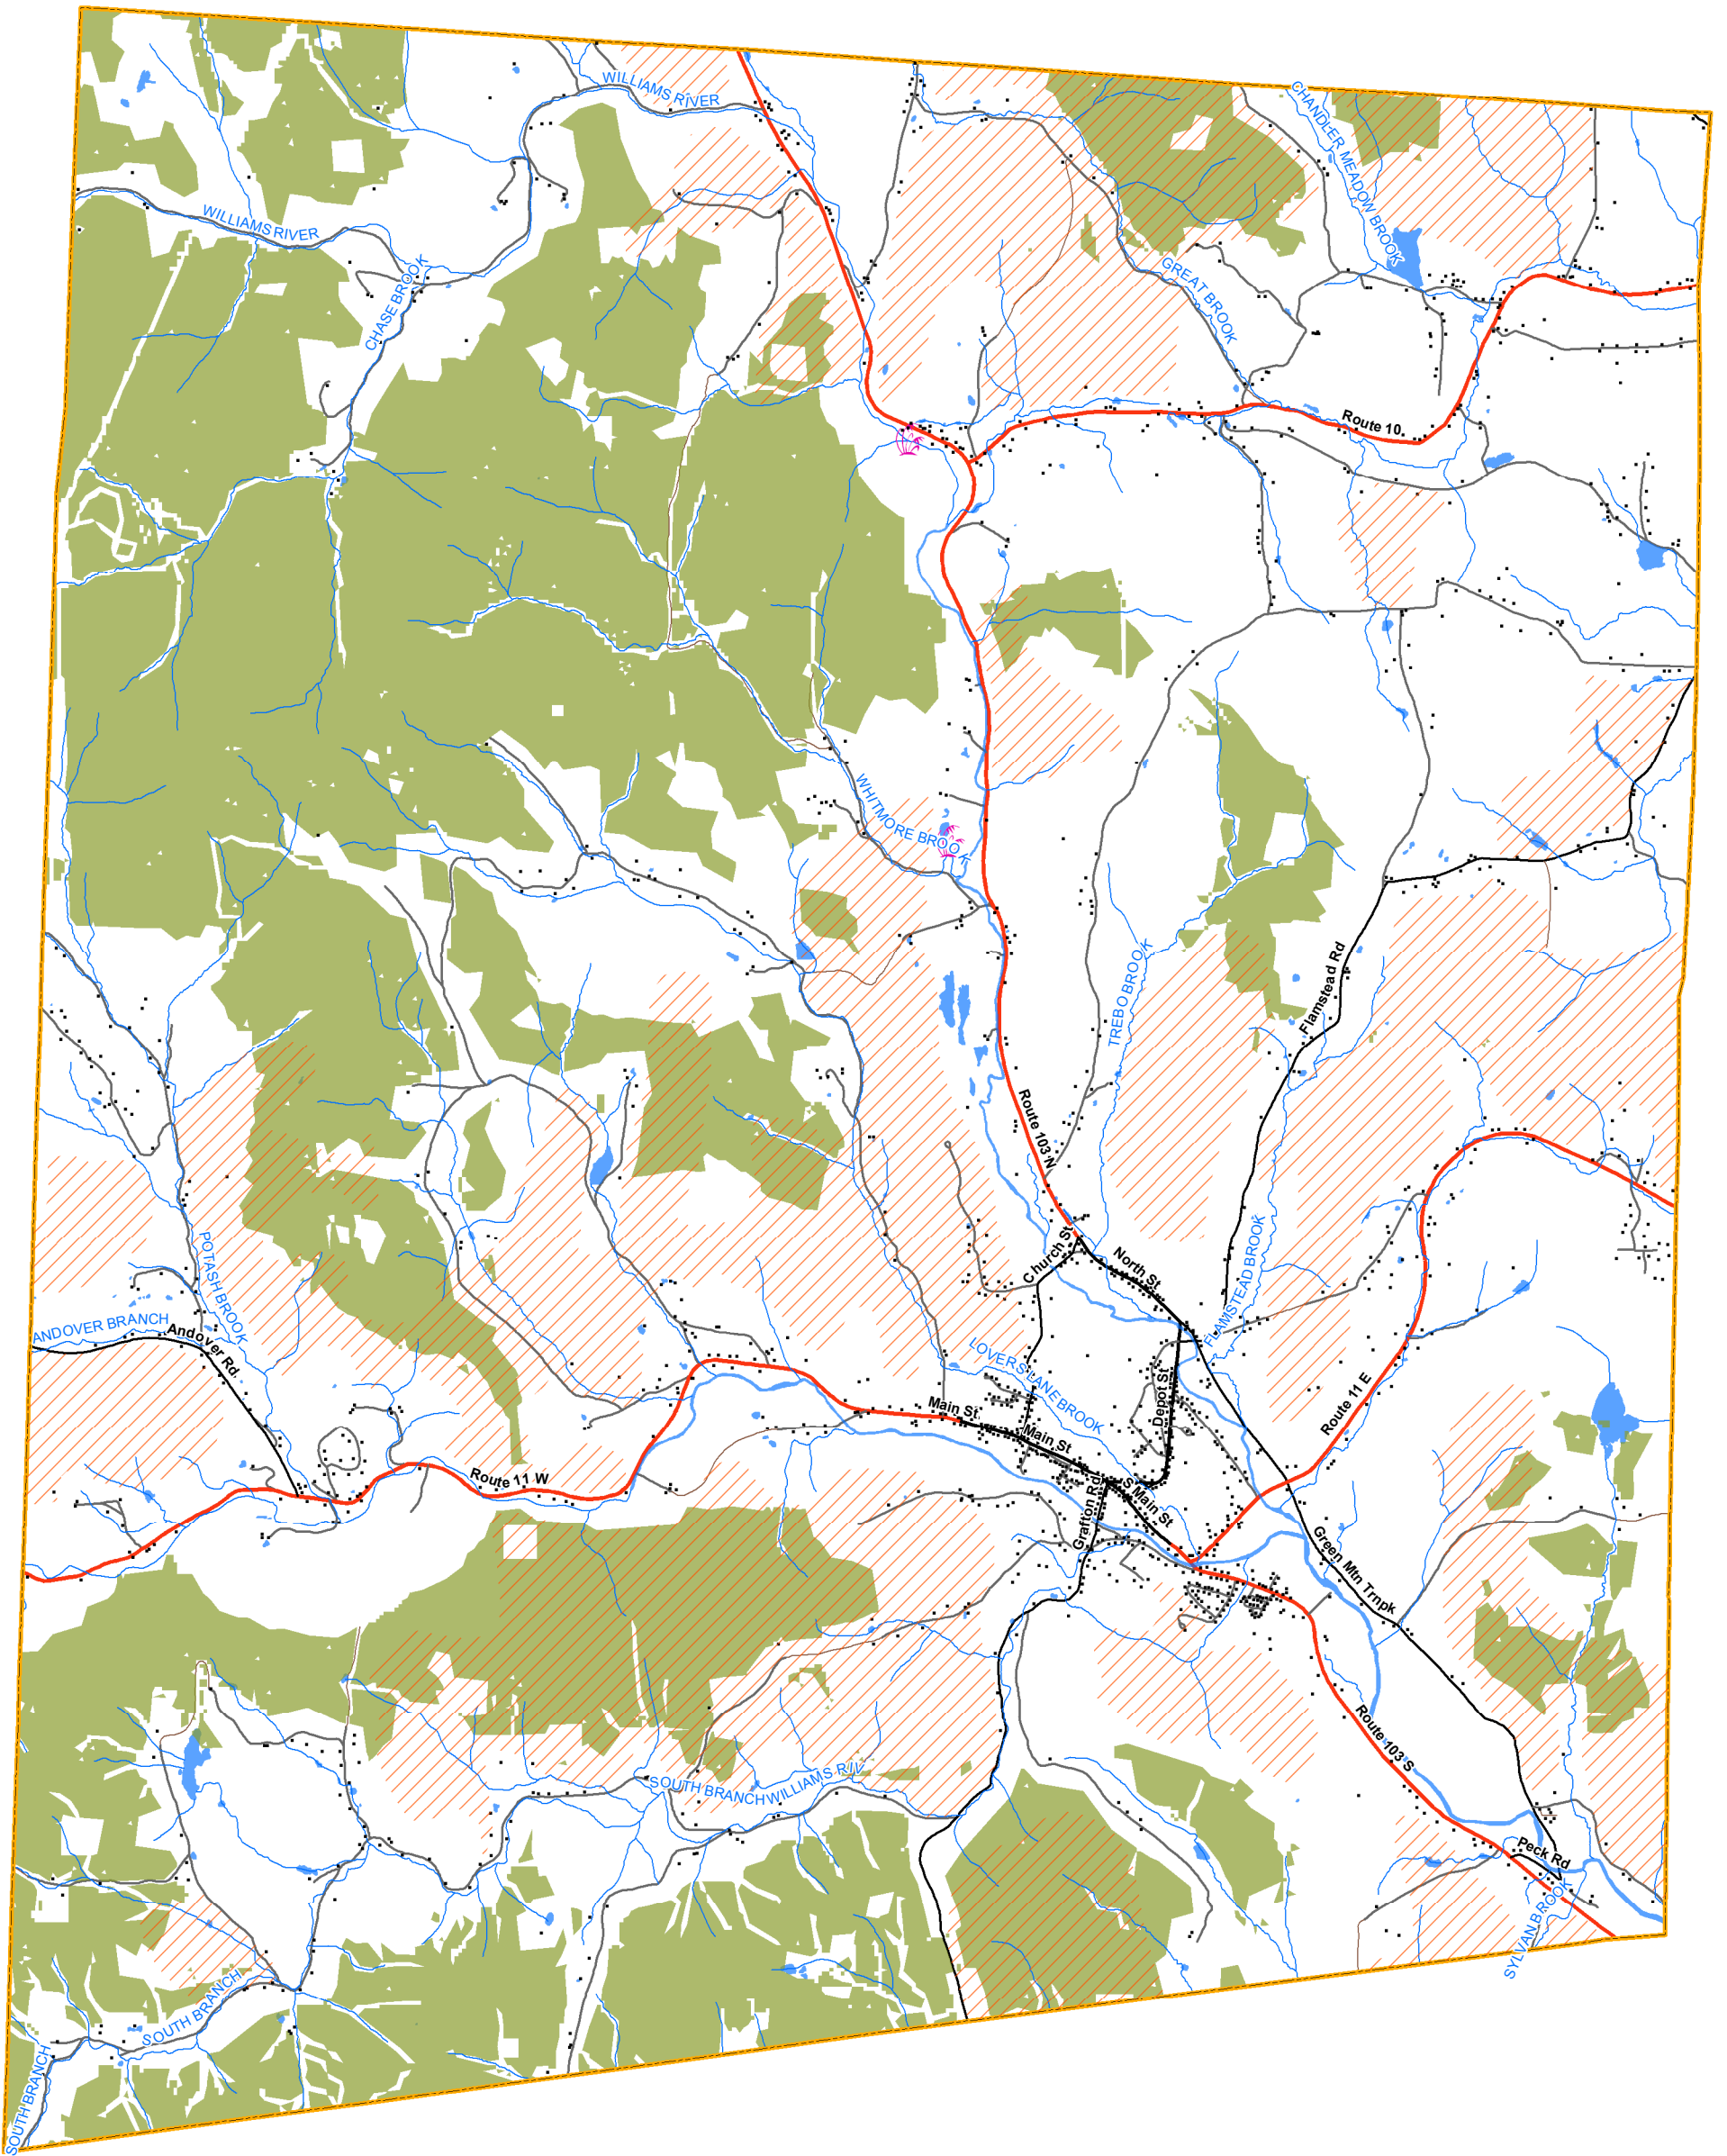 WILLIAMS RIVER
CHANDLER MEADOW BROOK
WILLIAMS RIVER
CHASE BROOK
GREAT BROOK
Route 10
WHITMORE BROOK
TREBO BROOK
Flamstead Rd
Route 103 N
POTASH BROOK
ANDOVER BRANCH
Andover Rd.
Church St
North St
FLAMSTEAD BROOK
LOVERS LANE BROOK
Depot St
Route 11 E
Main St
Main St
Route 11 W
S Main St
Grafton Rd
Green Mtn Trnpk
Route 103 S
SOUTH BRANCH WILLIAMS RIV
Peck Rd
SYLVAN BROOK
SOUTH BRANCH
SOUTH BRANCH